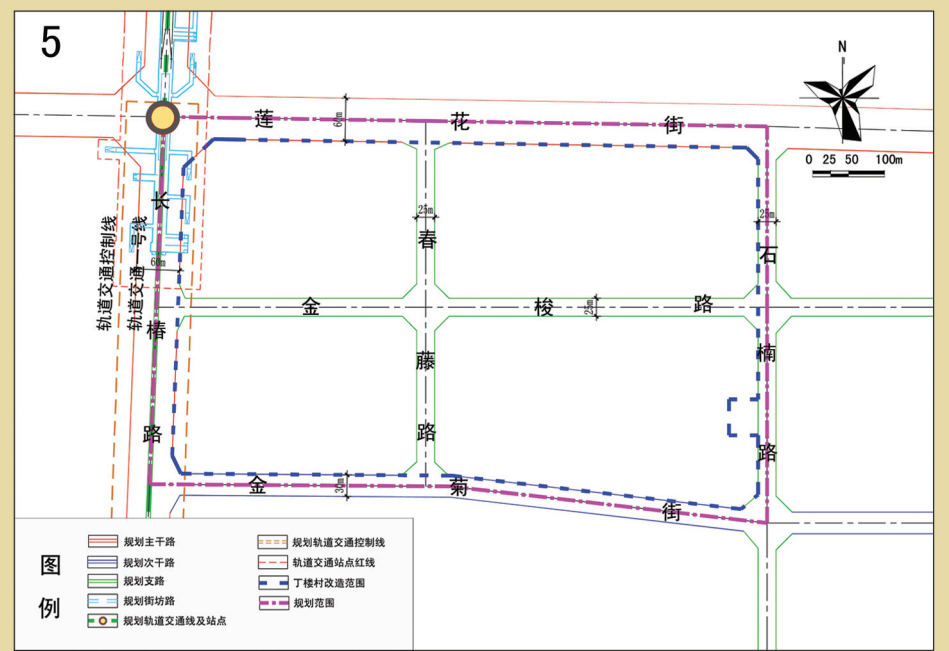 5
N
0 25 50 100m
莲花街
60m
25m
25m
轨道交通控制线
轨道交通一号线
长椿路
60m
春藤路
石楠路
金梭路
25m
金菊街
30m
图例
规划主干路
规划次干路
规划支路
规划街坊路
规划轨道交通线及站点
规划轨道交通控制线
轨道交通站点红线
丁楼村改造范围
规划范围